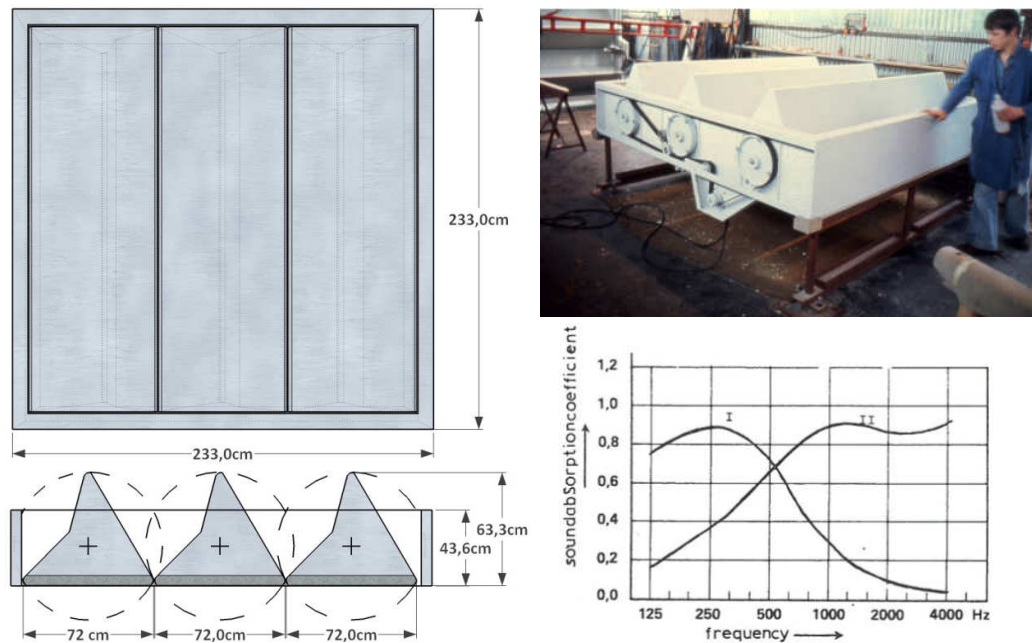 233,0cm
233,0cm
63,3cm
43,6cm
72 cm
72,0cm
72,0cm
soundabSorptioncoefficient
1,2
1,0
0,8
0,6
0,4
0,2
0,0
I
II
125
250
500
1000
2000
4000
Hz
frequency